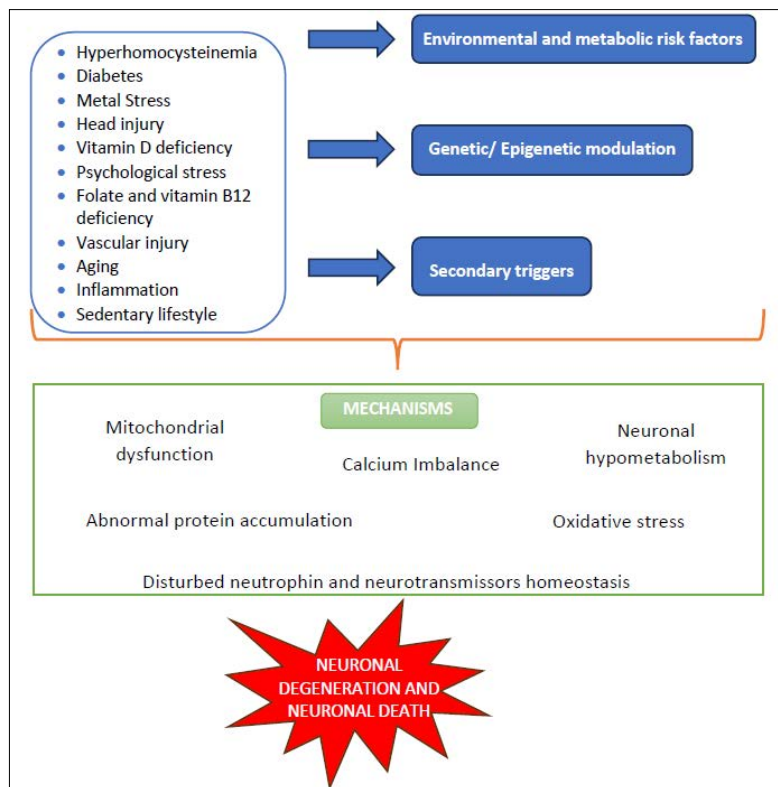 Hyperhomocysteinemia
Diabetes
Metal Stress
Head injury
Vitamin D deficiency
Psychological stress
Folate and vitamin B12
deficiency
Vascular injury
Aging
Inflammation
Sedentary lifestyle
Environmental and metabolic risk factors
Genetic/ Epigenetic modulation
Secondary triggers
MECHANISMS
Mitochondrial
dysfunction
Calcium Imbalance
Neuronal
hypometabolism
Abnormal protein accumulation
Oxidative stress
Disturbed neutrophin and neurotransmissors homeostasis
NEURONAL
DEGENERATION AND
NEURONAL DEATH